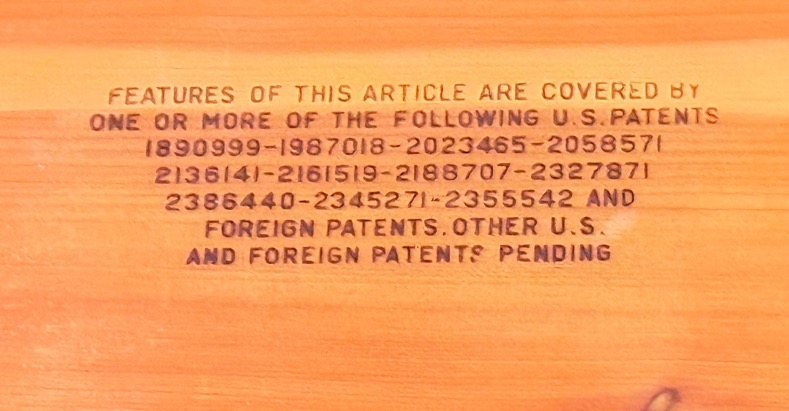 FEATURES OF THIS ARTICLE ARE COVERED BY
ONE OR MORE OF THE FOLLOWING U.S. PATENTS
1890999-1987018-2023465-2058571
2136141-2161519-2188707-2327871
2386440-2345271-2355542 AND
FOREIGN PATENTS. OTHER U.S.
AND FOREIGN PATENTS PENDING